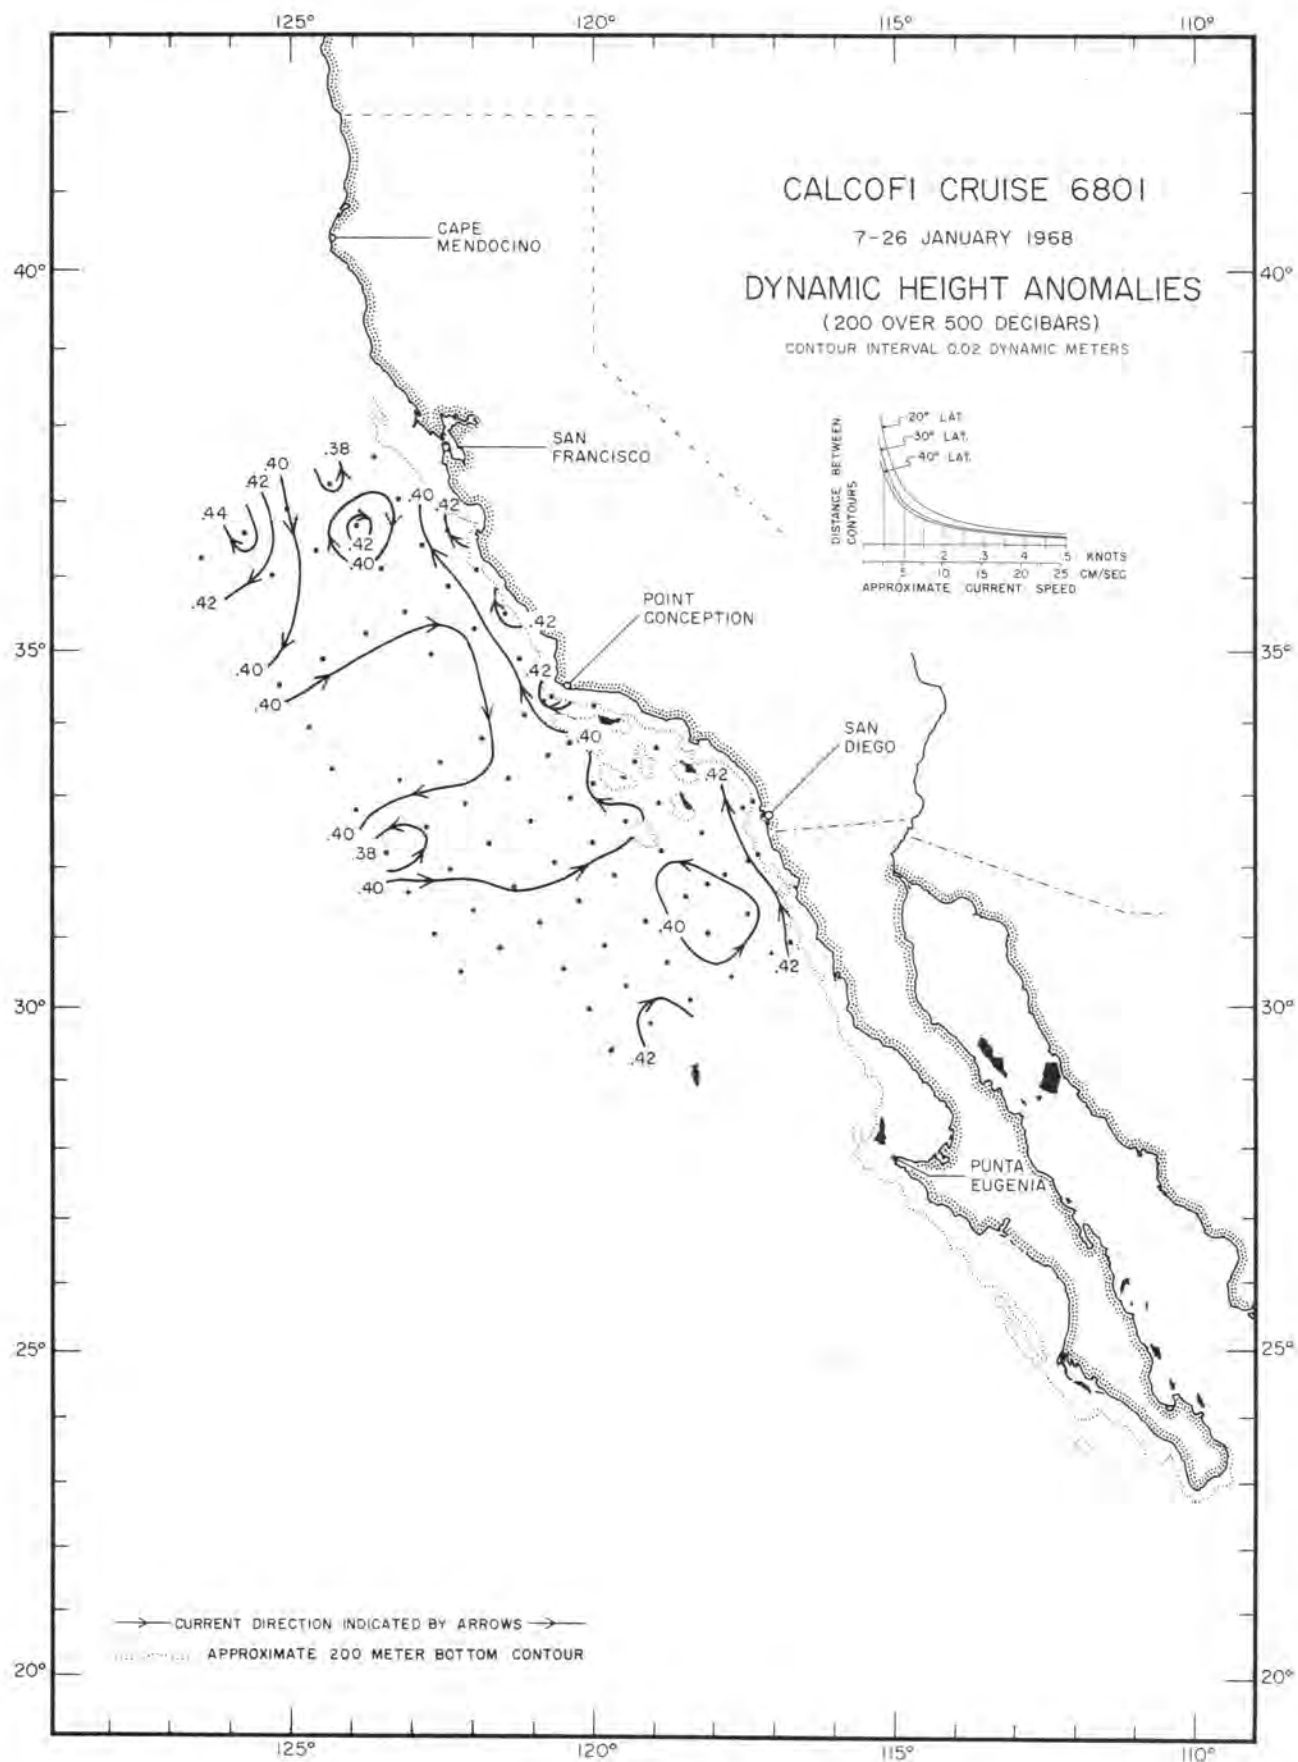 125°
120°
115°
110°
CALCOFI CRUISE 6801
7-26 JANUARY 1968
DYNAMIC HEIGHT ANOMALIES
(200 OVER 500 DECIBARS)
CONTOUR INTERVAL 0.02 DYNAMIC METERS
CAPE
MENDOCINO
40°
40°
DISTANCE BETWEEN
CONTOURS
20° LAT.
30° LAT.
40° LAT.
.2 .3 .4 .5 KNOTS
5 10 15 20 25 CM/SEC
APPROXIMATE CURRENT SPEED
SAN
FRANCISCO
.38
.40
.42
.44
.40
.42
.42
.40
.42
POINT
CONCEPTION
.42
35°
35°
.40
.42
.40
SAN
DIEGO
.40
.42
.40
.38
.40
.40
.42
30°
30°
.42
PUNTA
EUGENIA
25°
25°
CURRENT DIRECTION INDICATED BY ARROWS
APPROXIMATE 200 METER BOTTOM CONTOUR
20°
20°
125°
120°
115°
110°